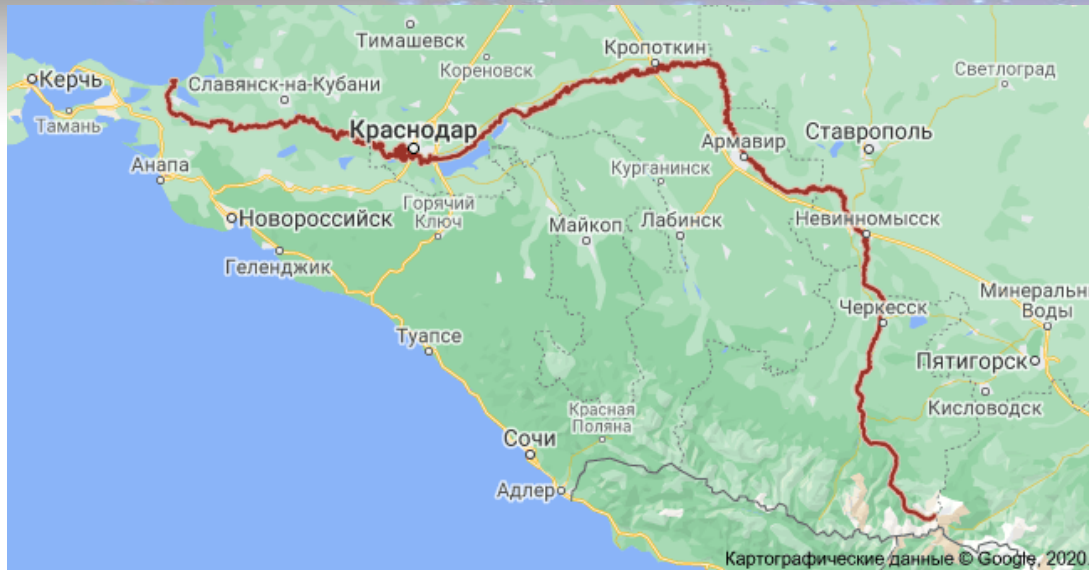 Тимашевск
Кропоткин
Керчь
Кореновск
Светлоград
Славянск-на-Кубани
Тамань
Краснодар
Ставрополь
Армавир
Анапа
Курганинск
Горячий
Ключ
Новороссийск
Майкоп
Лабинск
Невинномысск
Геленджик
Минеральн
Воды
Черкесск
Туапсе
Пятигорск
Кисловодск
Красная
Поляна
Сочи
Адлер
Картографические данные © Google, 2020